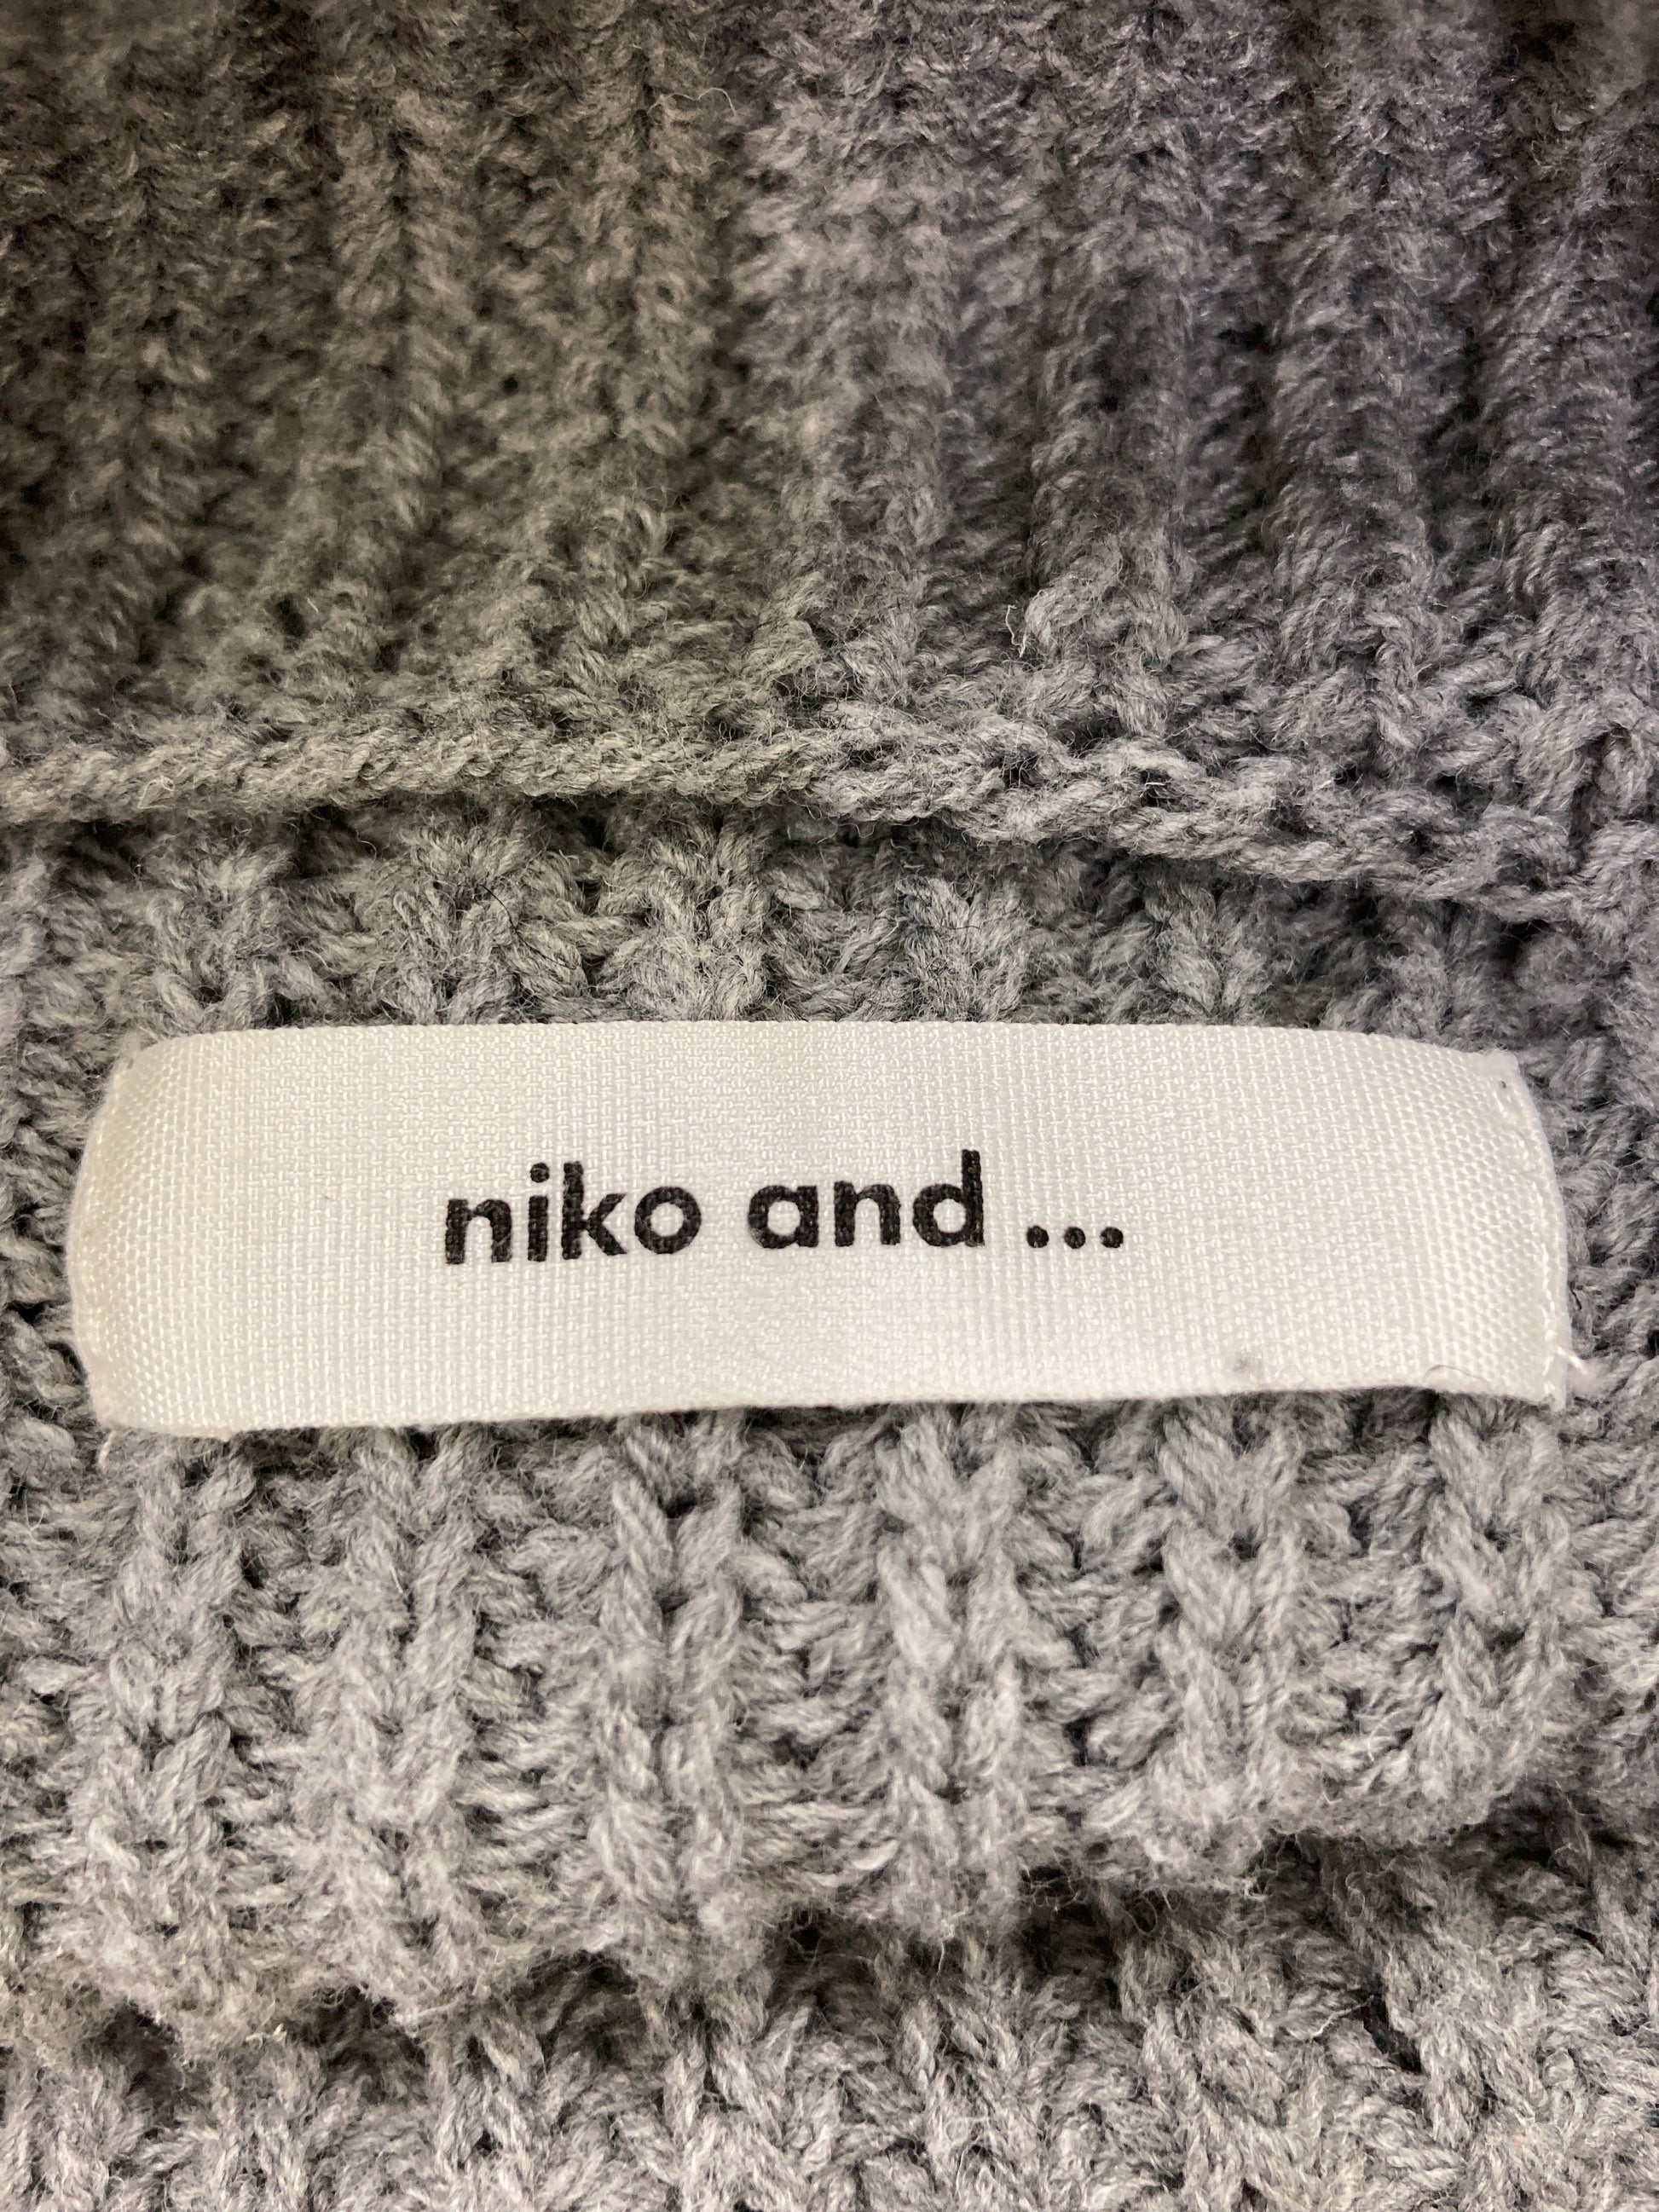 niko and ...